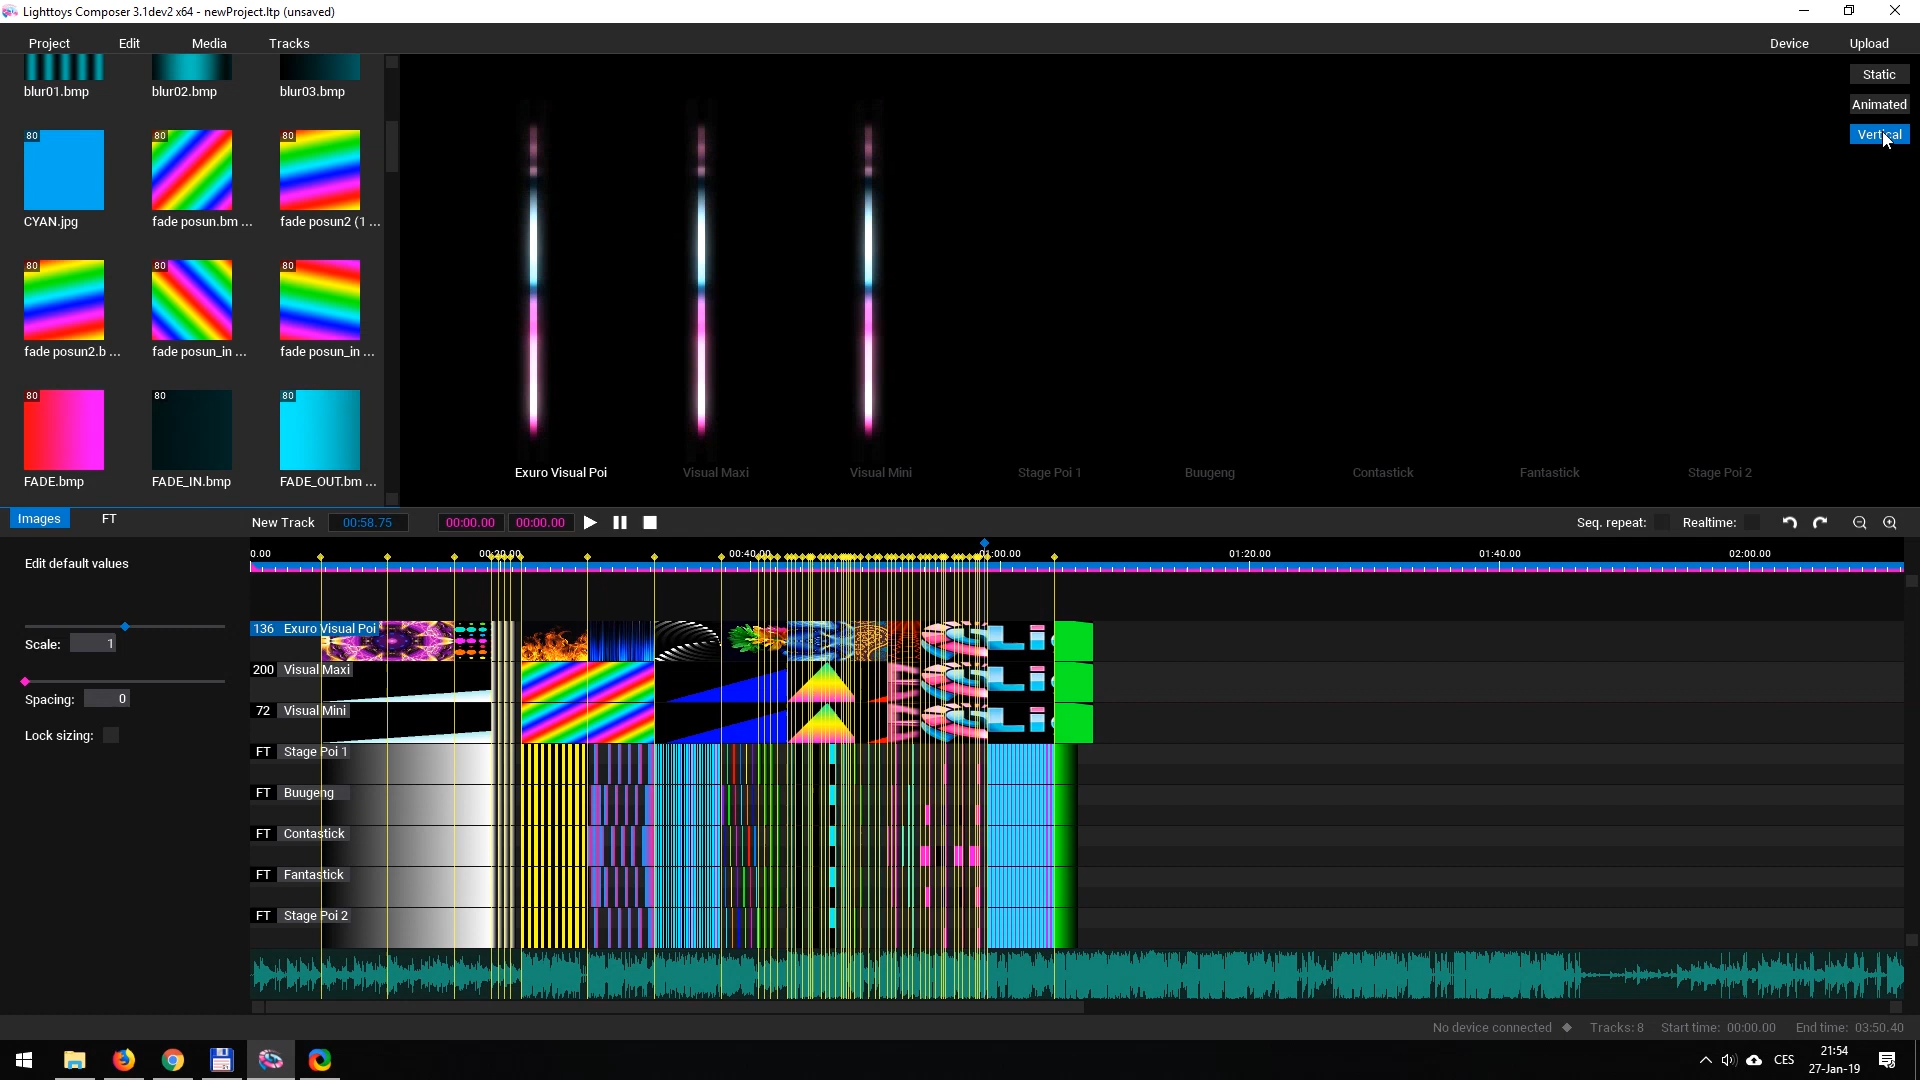 Lighttoys Composer 3.1dev2 x64 - newProject.ltp (unsaved)
Project Edit Media Tracks Device Upload
Static
Animated
Vertical
blur01.bmp blur02.bmp blur03.bmp
80 80 80
CYAN.jpg fade posun.bm ... fade posun2 (1 ...
80 80 80
fade posun2.b ... fade posun_in ... fade posun_in ...
80 80 80
FADE.bmp FADE_IN.bmp FADE_OUT.bm ...
Exuro Visual Poi Visual Maxi Visual Mini Stage Poi 1 Buugeng Contastick Fantastick Stage Poi 2
Images FT
New Track 00:58.75 00:00.00 00:00.00 Seq. repeat: Realtime:
0.00 00:20.00 00:40.00 01:00.00 01:20.00 01:40.00 02:00.00
Edit default values
Scale: 1
Spacing: 0
Lock sizing:
136 Exuro Visual Poi
200 Visual Maxi
72 Visual Mini
FT Stage Poi 1
FT Buugeng
FT Contastick
FT Fantastick
FT Stage Poi 2
No device connected Tracks: 8 Start time: 00:00.00 End time: 03:50.40
CES
21:54
27-Jan-19